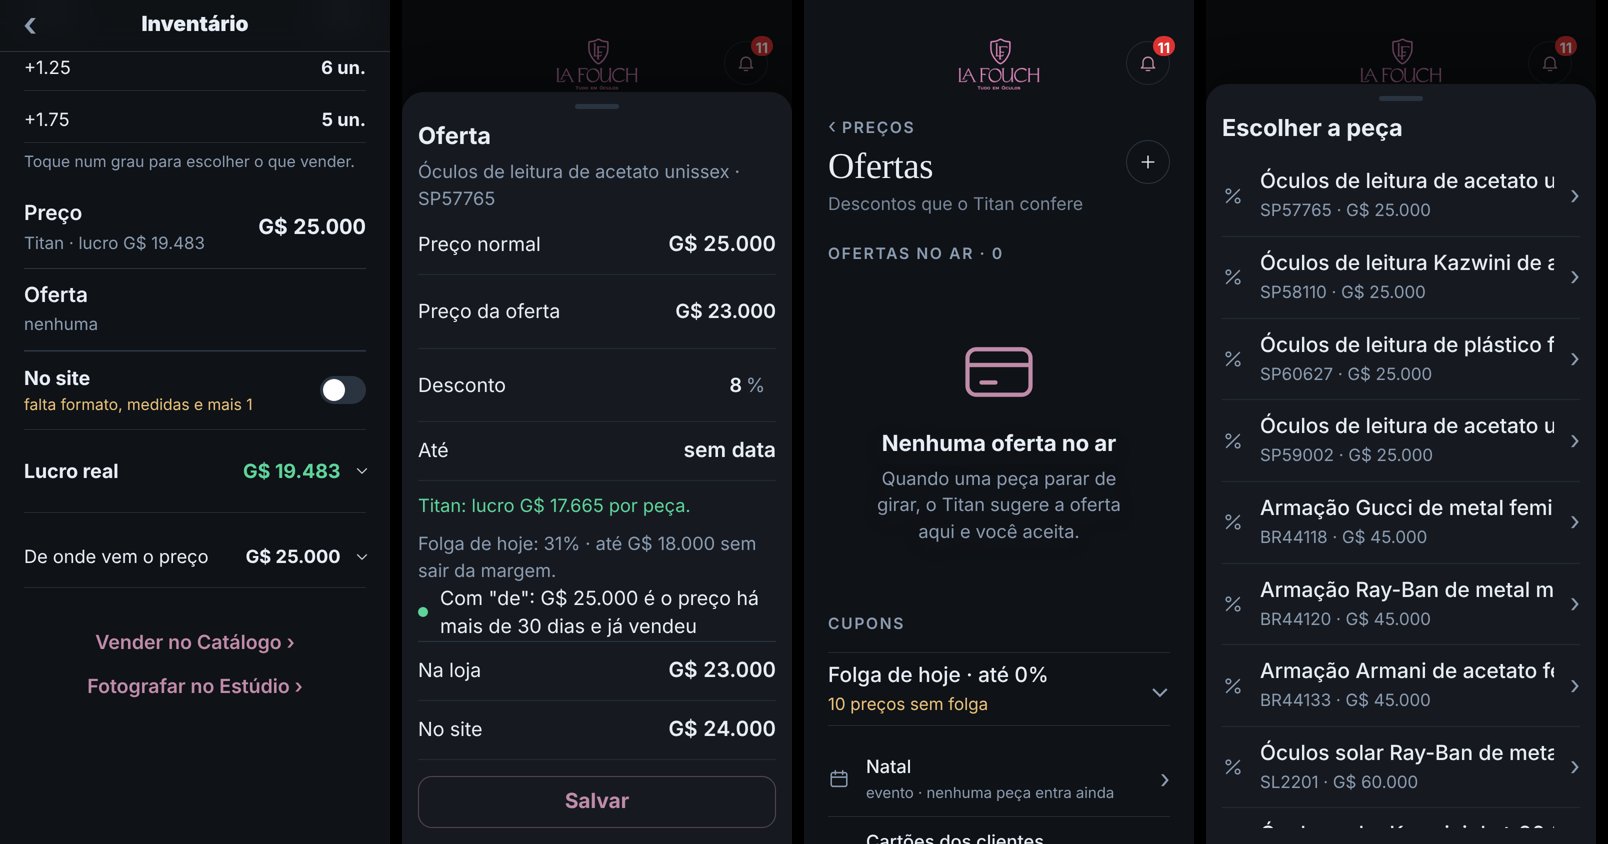 Inventário
+1.25 6 un.
+1.75 5 un.
Toque num grau para escolher o que vender.
Preço
G$ 25.000
Titan · lucro G$ 19.483
Oferta
nenhuma
No site
falta formato, medidas e mais 1
Lucro real G$ 19.483
De onde vem o preço G$ 25.000
Vender no Catálogo ›
Fotografar no Estúdio ›
LA FOUCH
TUDO EM ÓCULOS
11
Oferta
Óculos de leitura de acetato unissex ·
SP57765
Preço normal G$ 25.000
Preço da oferta G$ 23.000
Desconto 8 %
Até sem data
Titan: lucro G$ 17.665 por peça.
Folga de hoje: 31% · até G$ 18.000 sem
sair da margem.
Com "de": G$ 25.000 é o preço há
mais de 30 dias e já vendeu
Na loja G$ 23.000
No site G$ 24.000
Salvar
LA FOUCH
TUDO EM ÓCULOS
11
‹ PREÇOS
Ofertas
Descontos que o Titan confere
OFERTAS NO AR · 0
Nenhuma oferta no ar
Quando uma peça parar de
girar, o Titan sugere a oferta
aqui e você aceita.
CUPONS
Folga de hoje · até 0%
10 preços sem folga
Natal
evento · nenhuma peça entra ainda
Cartões dos clientes
LA FOUCH
TUDO EM ÓCULOS
11
Escolher a peça
Óculos de leitura de acetato u
SP57765 · G$ 25.000
Óculos de leitura Kazwini de a
SP58110 · G$ 25.000
Óculos de leitura de plástico f
SP60627 · G$ 25.000
Óculos de leitura de acetato u
SP59002 · G$ 25.000
Armação Gucci de metal femi
BR44118 · G$ 45.000
Armação Ray-Ban de metal m
BR44120 · G$ 45.000
Armação Armani de acetato fe
BR44133 · G$ 45.000
Óculos solar Ray-Ban de meta
SL2201 · G$ 60.000